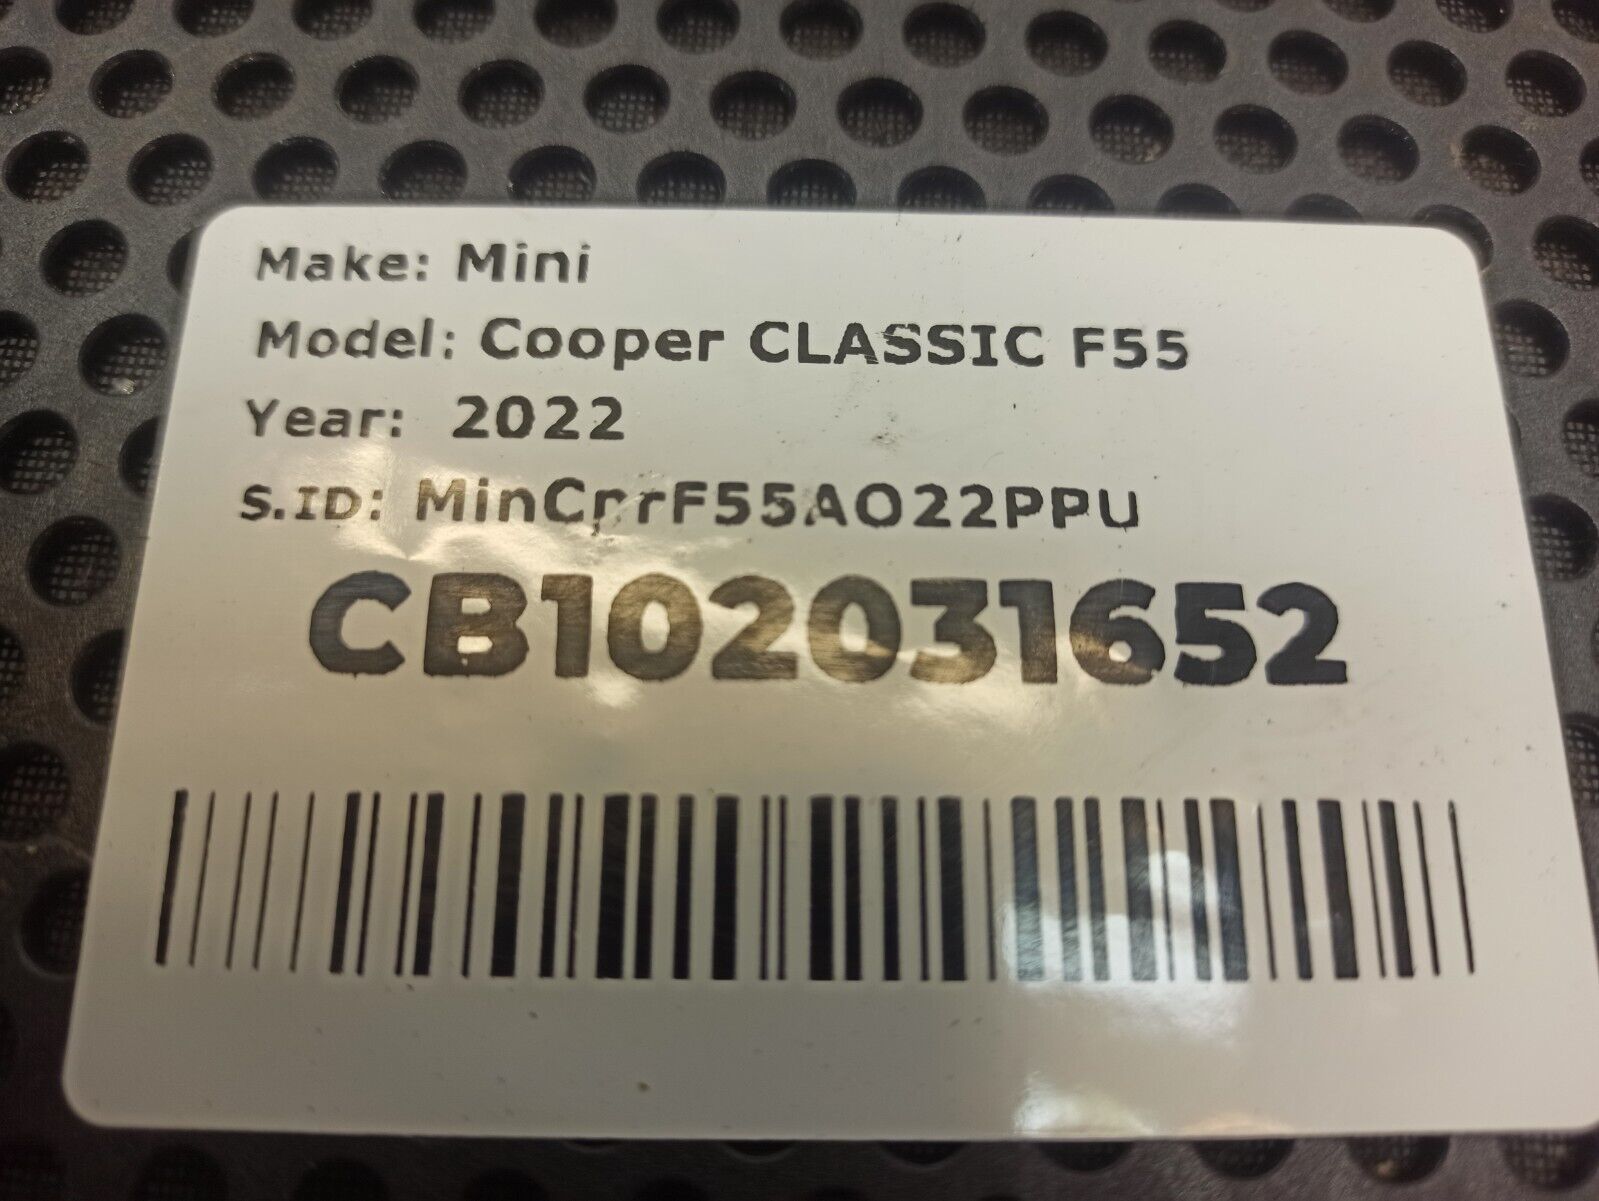 Make: Mini
Model: Cooper CLASSIC F55
Year: 2022
S.ID: MinCprrF55AO22PPU
CB102031652